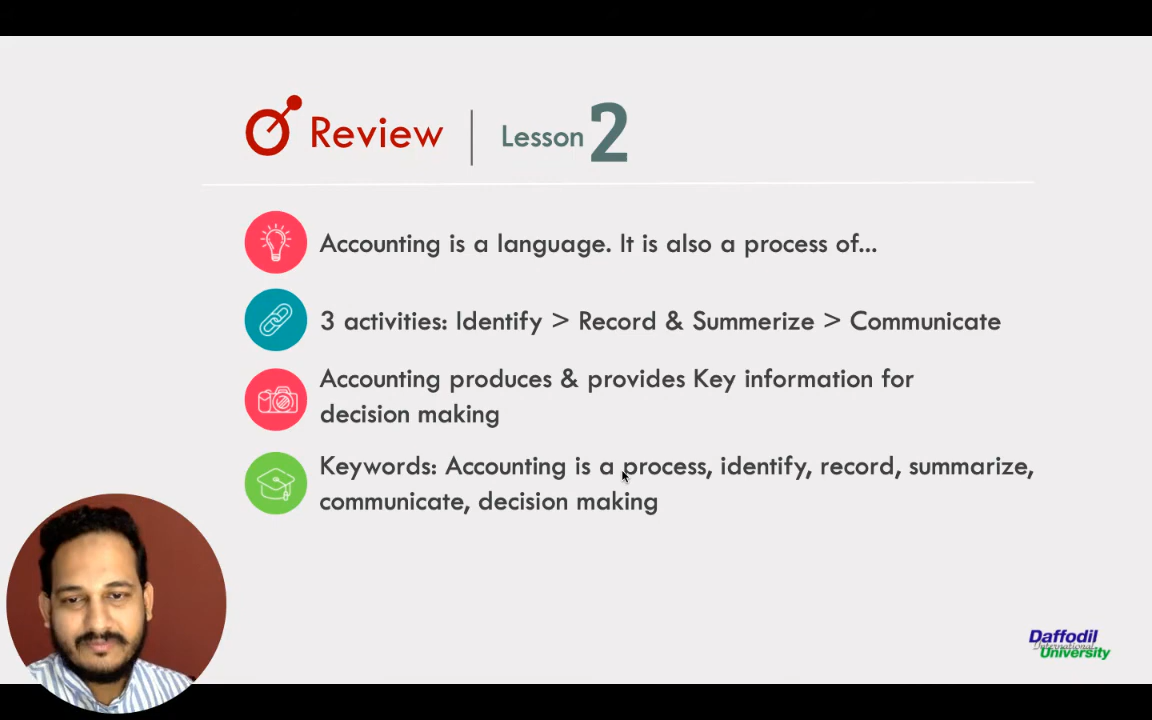 Review
Lesson 2
Accounting is a language. It is also a process of...
3 activities: Identify > Record & Summerize > Communicate
Accounting produces & provides Key information for
decision making
Keywords: Accounting is a process, identify, record, summarize,
communicate, decision making
Daffodil
International
University